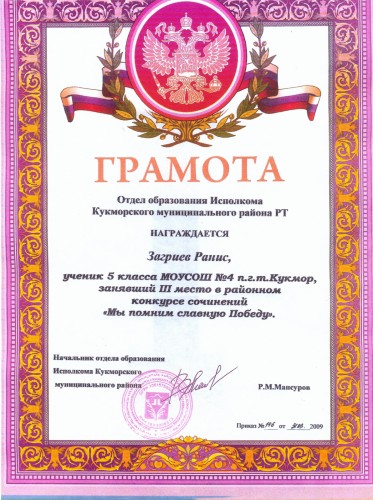 ГРАМОТА
Отдел образования Исполкома
Кукморского муниципального района РТ
НАГРАЖДАЕТСЯ
Загриев Ранис,
ученик 5 класса МОУСОШ №4 п.г.т.Кукмор,
занявший III место в районном
конкурсе сочинений
«Мы помним славную Победу».
Начальник отдела образования
Исполкома Кукморского
муниципального района
Р.М.Мансуров
Приказ № от 2009